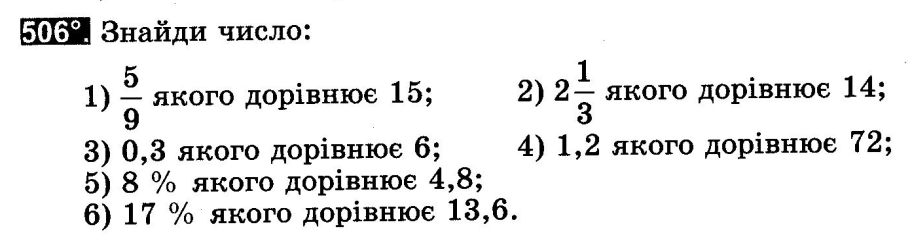 506°. Знайди число:
1) 5/9 якого дорівнює 15; 2) 2 1/3 якого дорівнює 14;
3) 0,3 якого дорівнює 6; 4) 1,2 якого дорівнює 72;
5) 8 % якого дорівнює 4,8;
6) 17 % якого дорівнює 13,6.